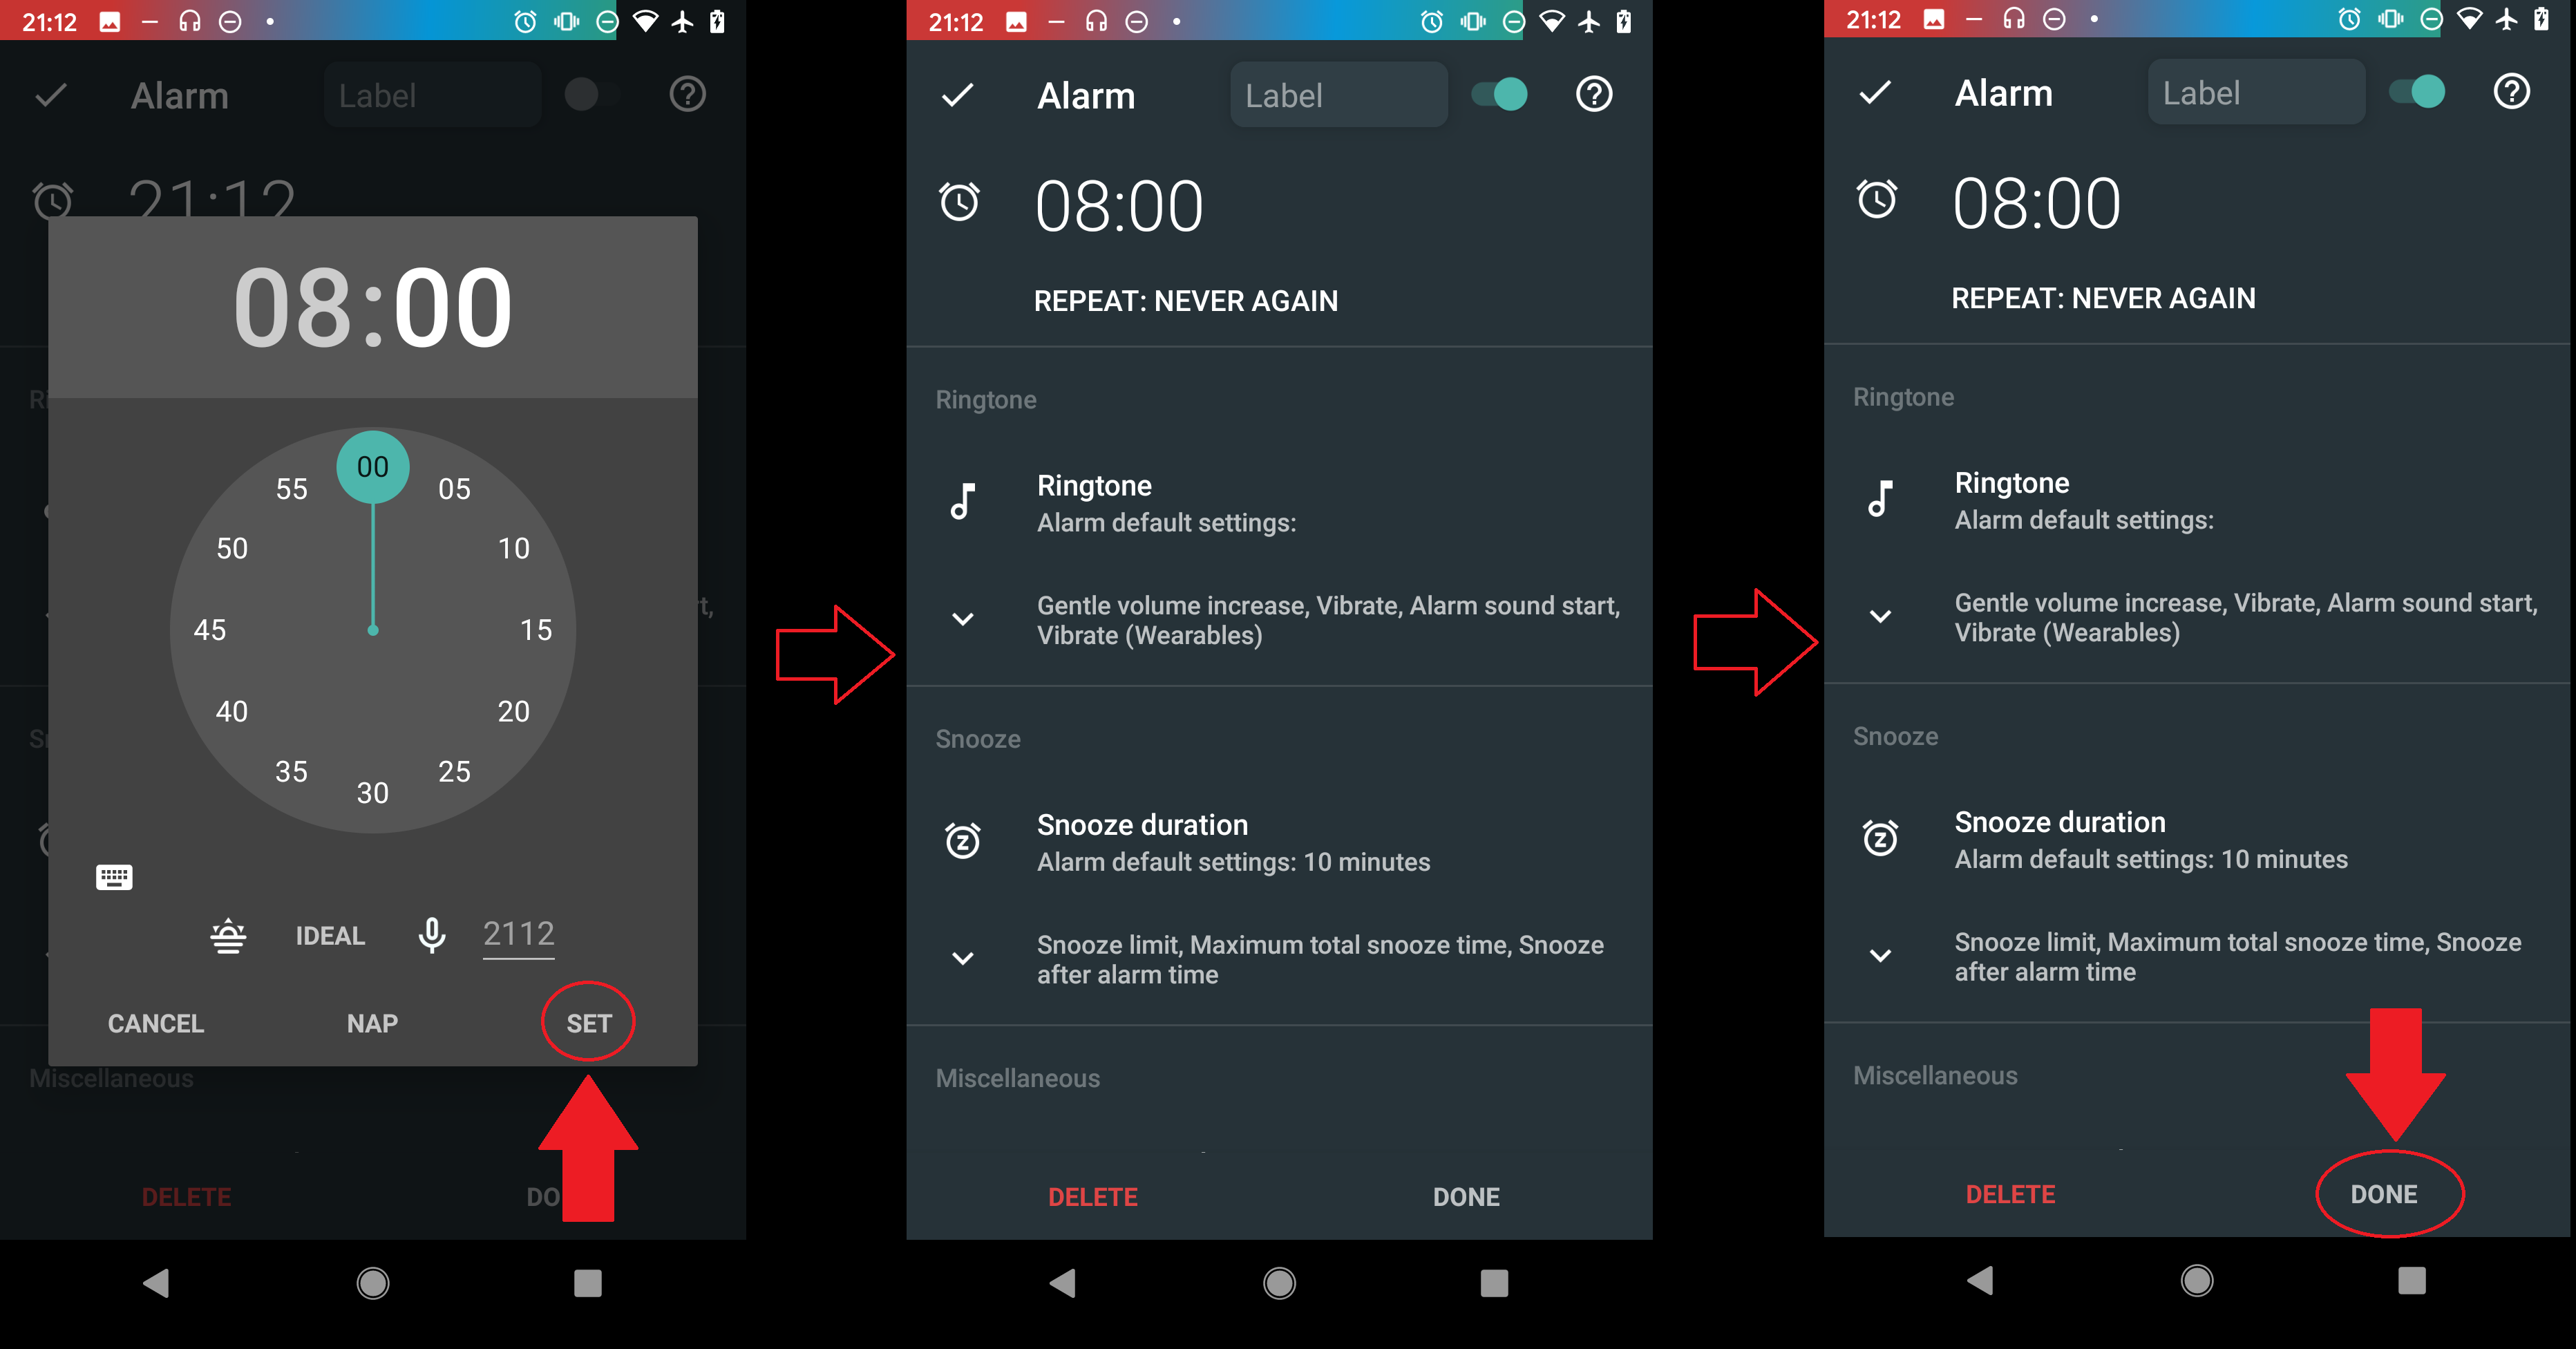 21:12
Alarm
Label
21:12
08:00
00
05
10
15
20
25
30
35
40
45
50
55
IDEAL
2112
CANCEL
NAP
SET
Miscellaneous
DELETE
DO
21:12
Alarm
Label
08:00
REPEAT: NEVER AGAIN
Ringtone
Ringtone
Alarm default settings:
Gentle volume increase, Vibrate, Alarm sound start,
Vibrate (Wearables)
Snooze
Snooze duration
Alarm default settings: 10 minutes
Snooze limit, Maximum total snooze time, Snooze
after alarm time
Miscellaneous
DELETE
DONE
21:12
Alarm
Label
08:00
REPEAT: NEVER AGAIN
Ringtone
Ringtone
Alarm default settings:
Gentle volume increase, Vibrate, Alarm sound start,
Vibrate (Wearables)
Snooze
Snooze duration
Alarm default settings: 10 minutes
Snooze limit, Maximum total snooze time, Snooze
after alarm time
Miscellaneous
DELETE
DONE